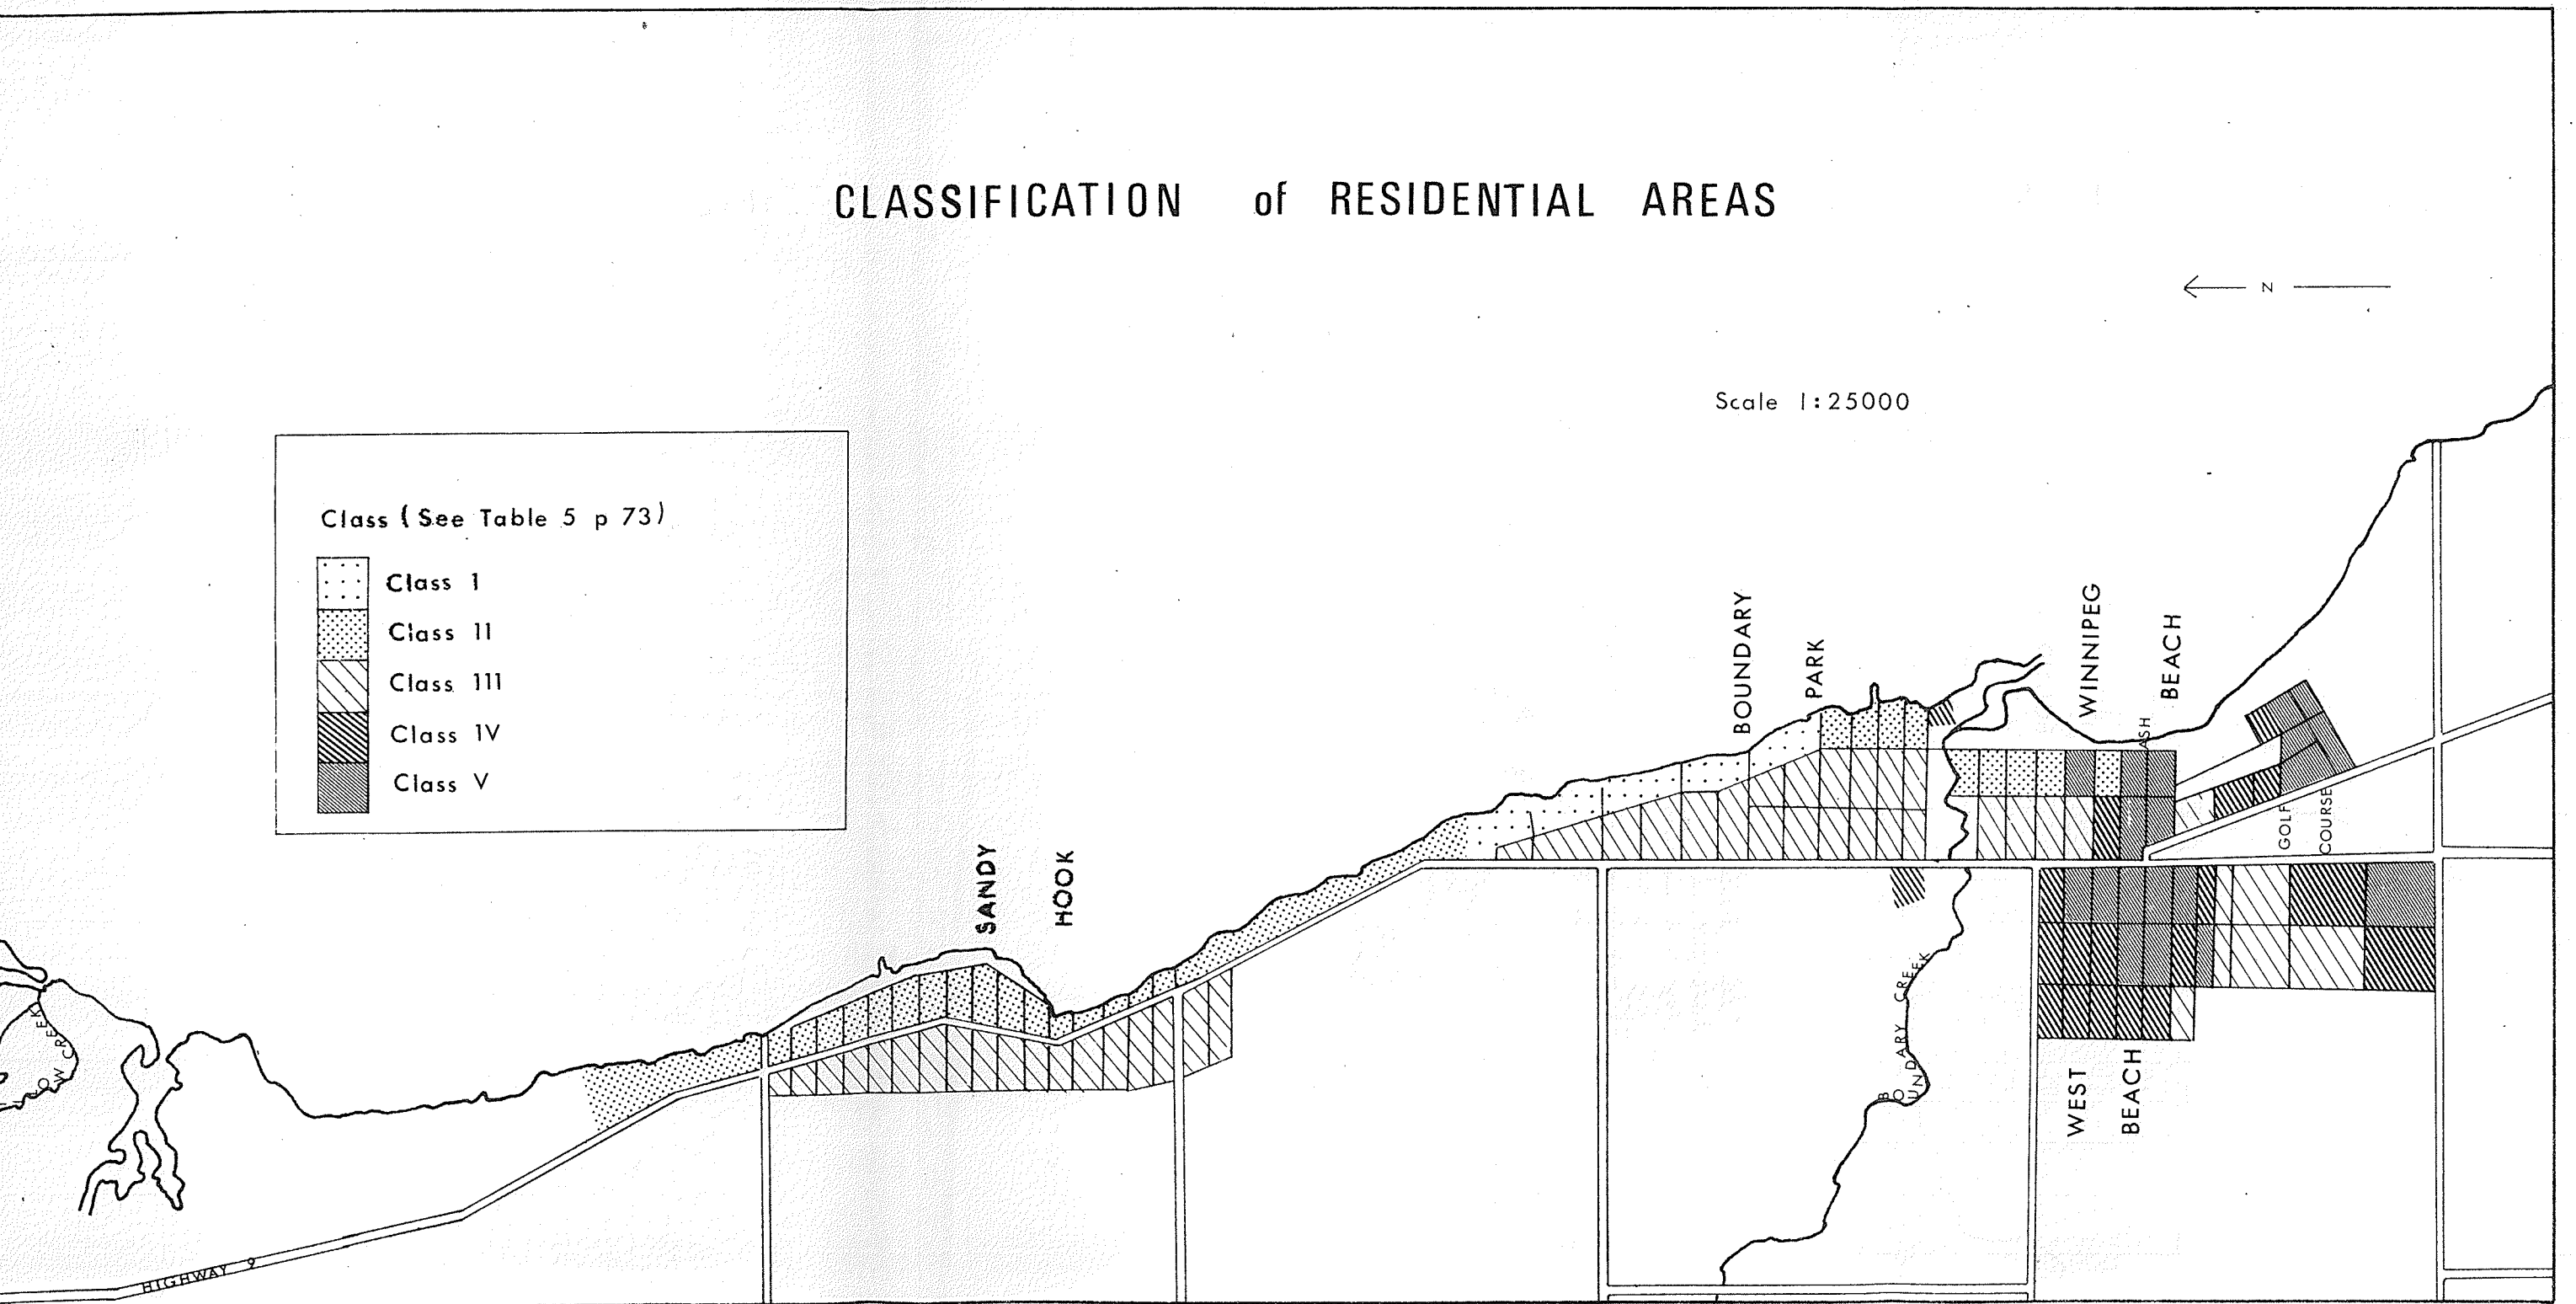 CLASSIFICATION of RESIDENTIAL AREAS
N
Scale 1:25000
Class (See Table 5 p 73)
Class 1
Class 11
Class 111
Class 1V
Class V
BOUNDARY
PARK
WINNIPEG
BEACH
ASH
SANDY
HOOK
GOLF
COURSE
BOUNDARY CREEK
WEST
BEACH
CREEK
HIGHWAY 9